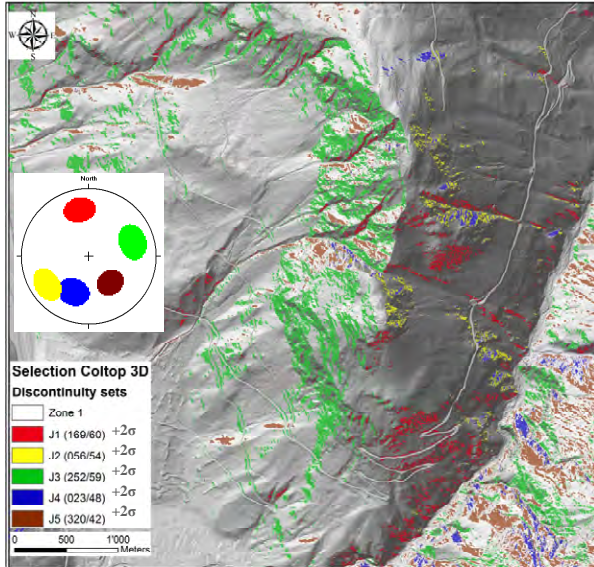 N
W E
S
North
Selection Coltop 3D
Discontinuity sets
Zone 1
J1 (169/60) +2σ
J2 (056/54) +2σ
J3 (252/59) +2σ
J4 (023/48) +2σ
J5 (320/42) +2σ
0 500 1'000
Meters